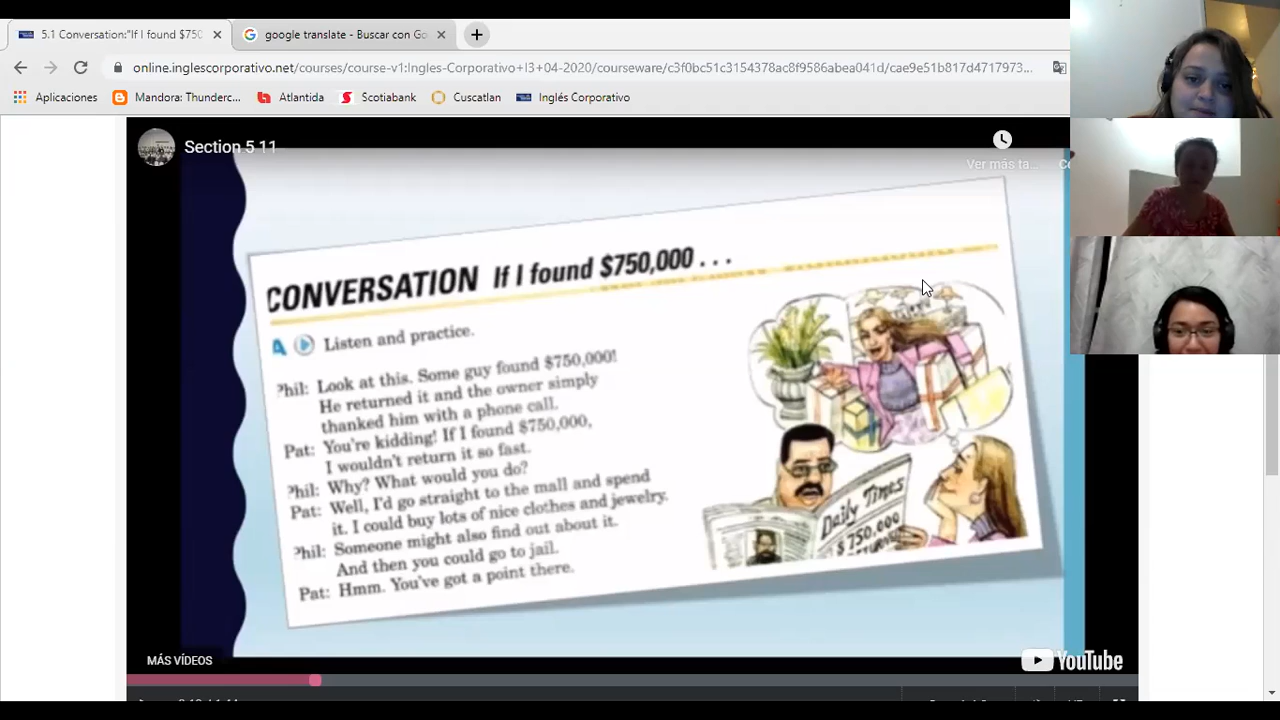 5.1 Conversation:"If I found $750
google translate - Buscar con Go
online.inglescorporativo.net/courses/course-v1:Ingles-Corporativo+I3+04-2020/courseware/c3f0bc51c3154378ac8f9586abea041d/cae9e51b817d4717973...
Aplicaciones
Mandora: Thunderc...
Atlantida
Scotiabank
Cuscatlan
Inglés Corporativo
Section 5 11
Ver más ta...
CONVERSATION If I found $750,000 . . .
A Listen and practice.
Phil: Look at this. Some guy found $750,000!
He returned it and the owner simply
thanked him with a phone call.
Pat: You're kidding! If I found $750,000,
I wouldn't return it so fast.
Phil: Why? What would you do?
Pat: Well, I'd go straight to the mall and spend
it. I could buy lots of nice clothes and jewelry.
Phil: Someone might also find out about it.
And then you could go to jail.
Pat: Hmm. You've got a point there.
Daily Times
$750,000
MÁS VÍDEOS
YouTube